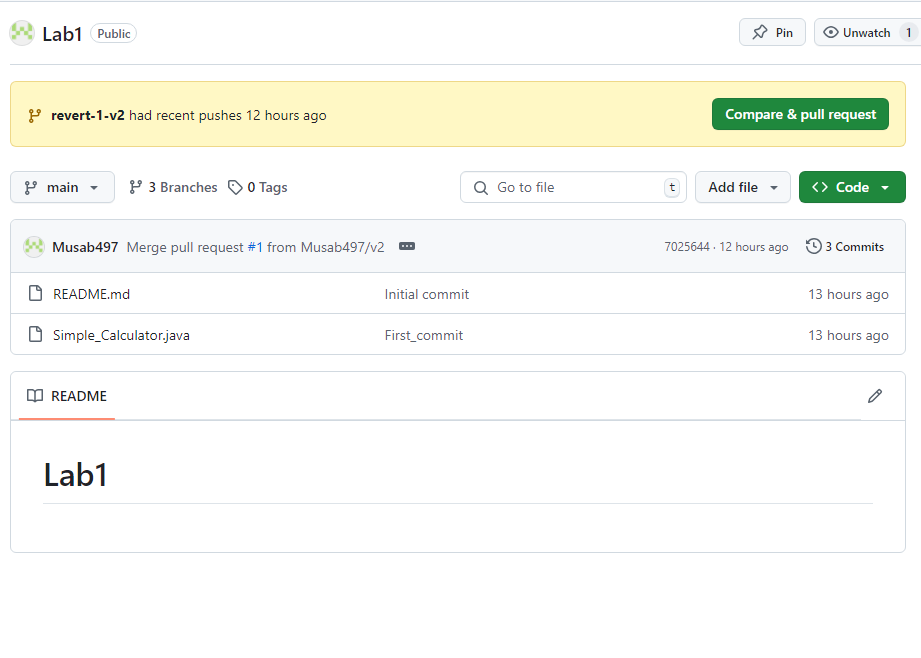 Lab1 Public Pin Unwatch 1
revert-1-v2 had recent pushes 12 hours ago Compare & pull request
main 3 Branches 0 Tags Go to file t Add file <> Code
Musab497 Merge pull request #1 from Musab497/v2 ··· 7025644 · 12 hours ago 3 Commits
README.md Initial commit 13 hours ago
Simple_Calculator.java First_commit 13 hours ago
README
Lab1